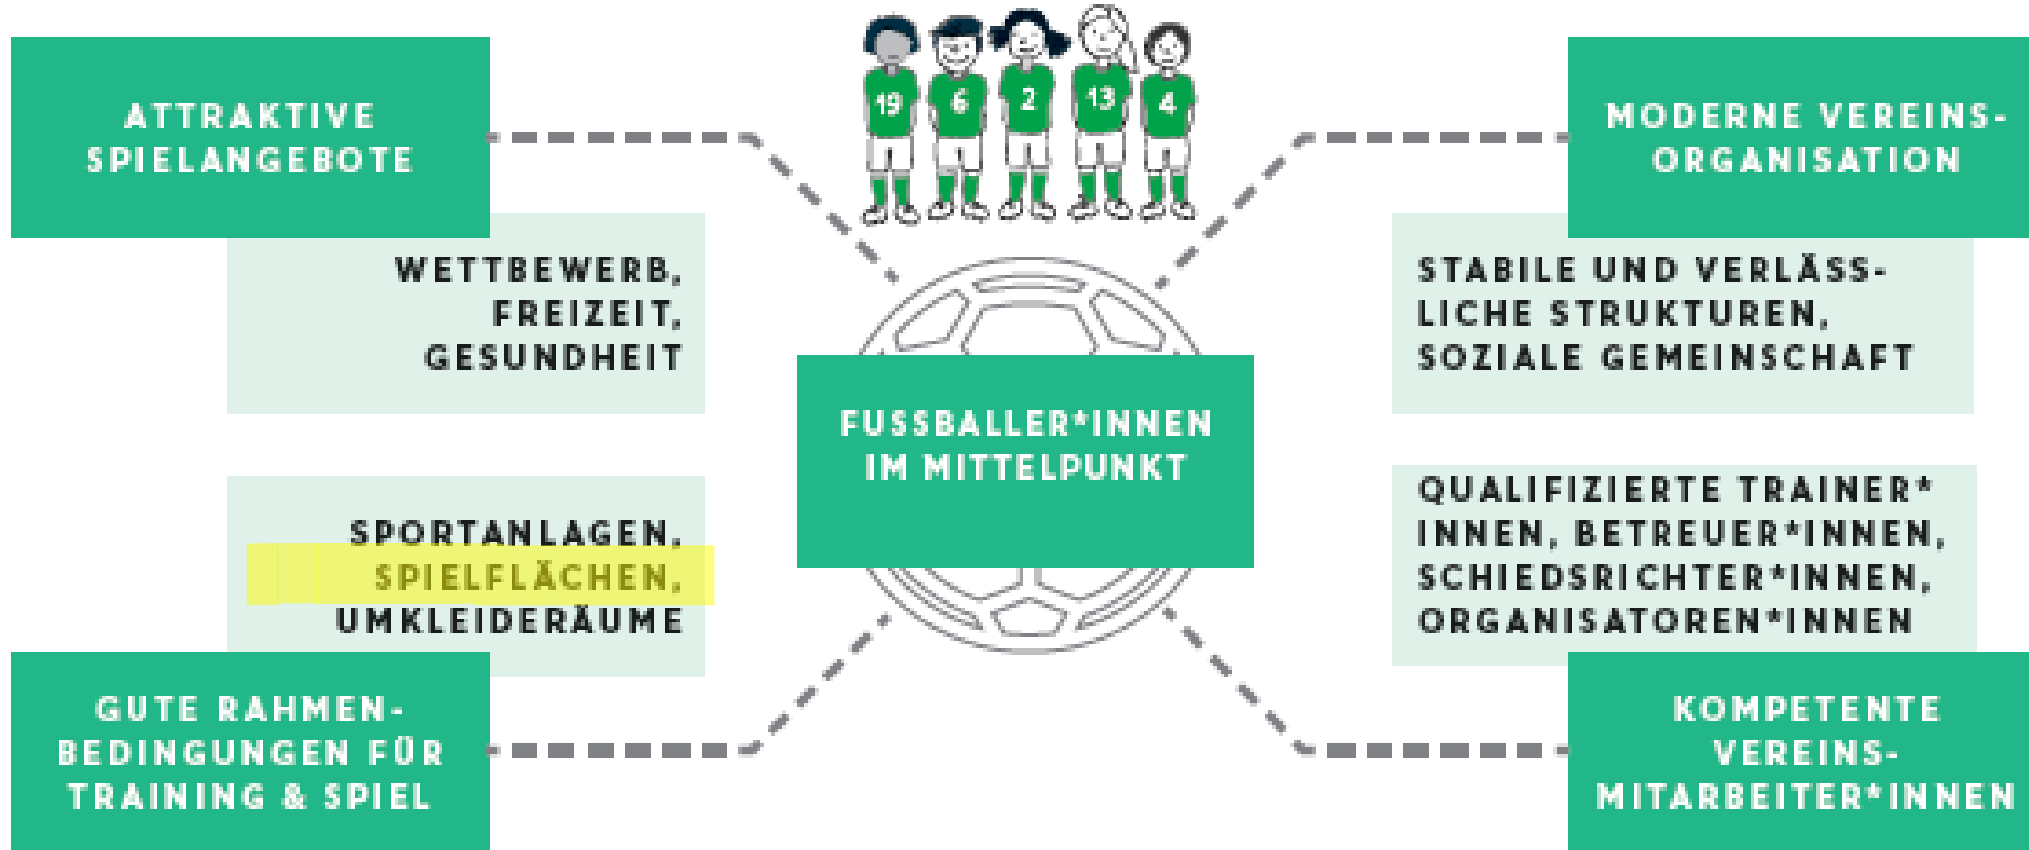 19
6
2
13
4
ATTRAKTIVE
SPIELANGEBOTE
WETTBEWERB,
FREIZEIT,
GESUNDHEIT
MODERNE VEREINS-
ORGANISATION
STABILE UND VERLÄSS-
LICHE STRUKTUREN,
SOZIALE GEMEINSCHAFT
FUSSBALLER*INNEN
IM MITTELPUNKT
SPORTANLAGEN,
SPIELFLÄCHEN,
UMKLEIDERÄUME
GUTE RAHMEN-
BEDINGUNGEN FÜR
TRAINING & SPIEL
QUALIFIZIERTE TRAINER*
INNEN, BETREUER*INNEN,
SCHIEDSRICHTER*INNEN,
ORGANISATOREN*INNEN
KOMPETENTE
VEREINS-
MITARBEITER*INNEN